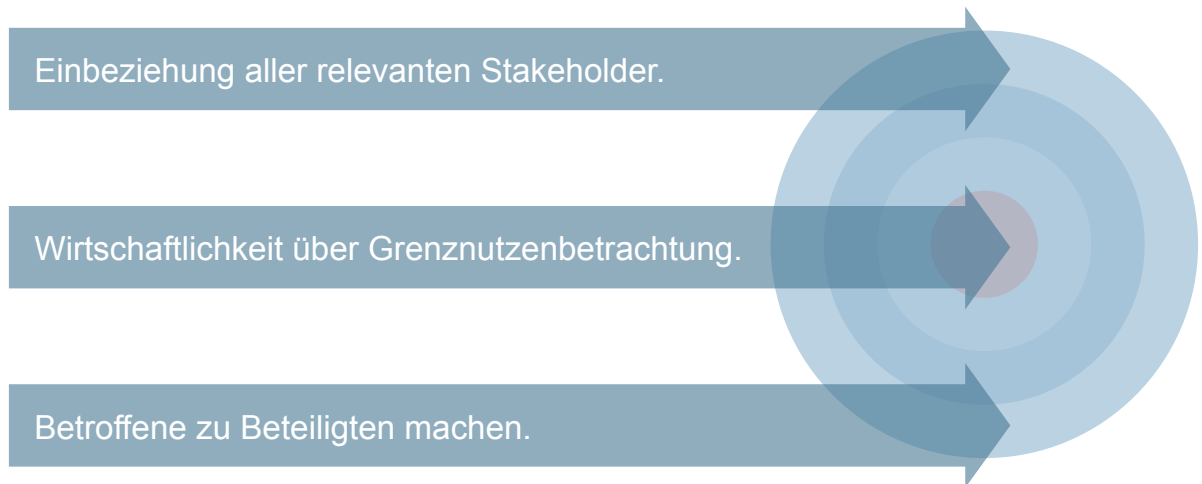 Einbeziehung aller relevanten Stakeholder.
Wirtschaftlichkeit über Grenznutzenbetrachtung.
Betroffene zu Beteiligten machen.